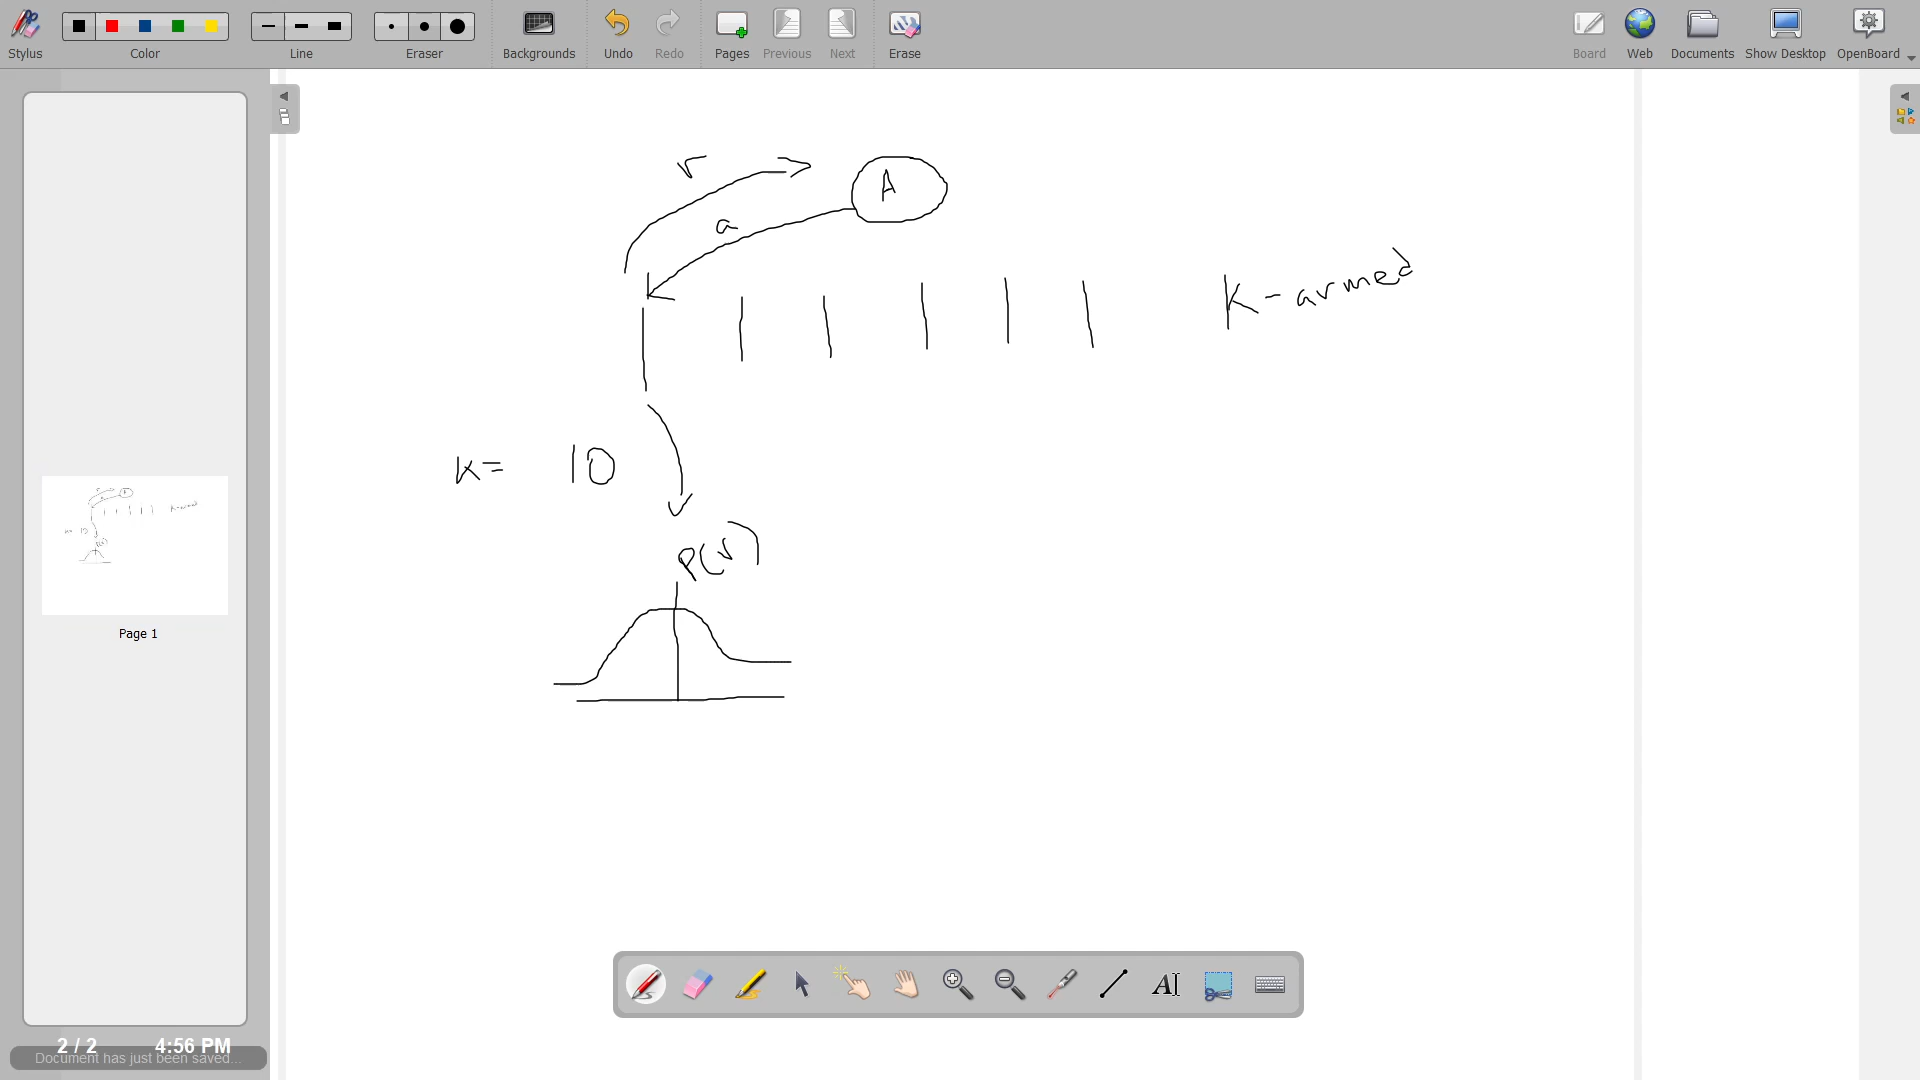 Stylus
Color
Line
Eraser
Backgrounds
Undo
Redo
Pages
Previous
Next
Erase
Board
Web
Documents
Show Desktop
OpenBoard
r
A
a
K-armed
K= 10
P(r)
Page 1
2 / 2 4:56 PM
Document has just been saved...